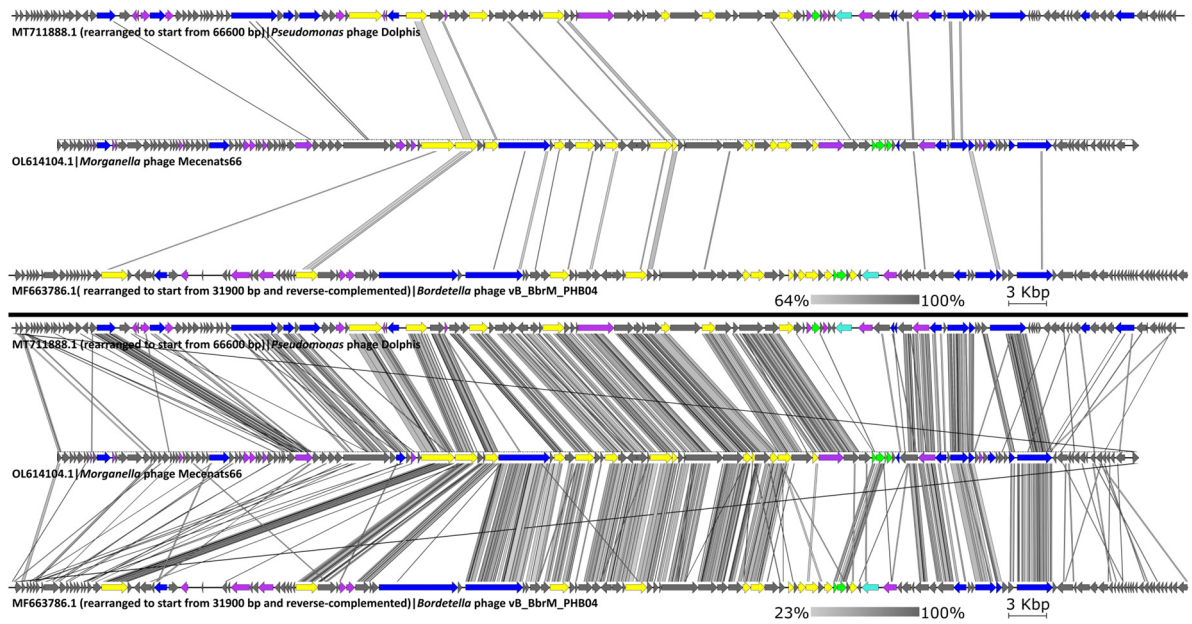 MT711888.1 (rearranged to start from 66600 bp)|Pseudomonas phage Dolphis
OL614104.1|Morganella phage Mecenats66
MF663786.1( rearranged to start from 31900 bp and reverse-complemented)|Bordetella phage vB_BbrM_PHB04
64% 100% 3 Kbp
MT711888.1 (rearranged to start from 66600 bp)|Pseudomonas phage Dolphis
OL614104.1|Morganella phage Mecenats66
MF663786.1 (rearranged to start from 31900 bp and reverse-complemented)|Bordetella phage vB_BbrM_PHB04
23% 100% 3 Kbp